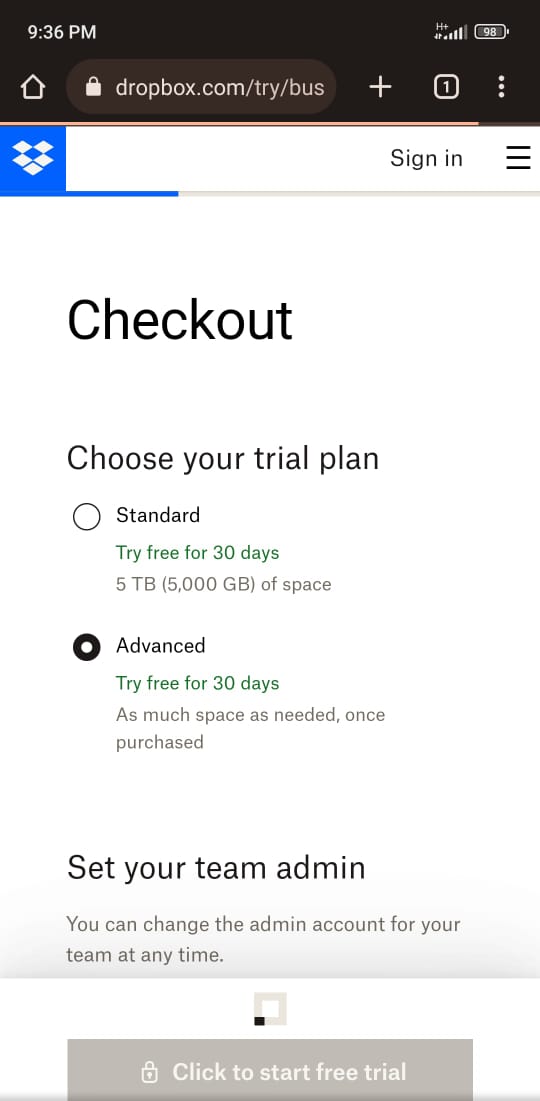 9:36 PM
H+
98
dropbox.com/try/bus
1
Sign in
Checkout
Choose your trial plan
Standard
Try free for 30 days
5 TB (5,000 GB) of space
Advanced
Try free for 30 days
As much space as needed, once
purchased
Set your team admin
You can change the admin account for your
team at any time.
Click to start free trial